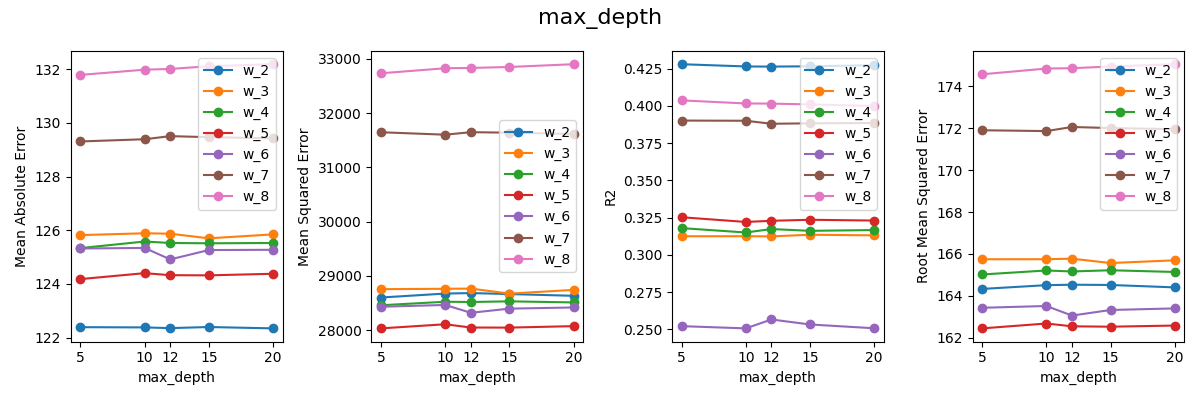 max_depth
Mean Absolute Error
132
130
128
126
124
122
5
10
12
15
20
max_depth
w_2
w_3
w_4
w_5
w_6
w_7
w_8
Mean Squared Error
33000
32000
31000
30000
29000
28000
5
10
12
15
20
max_depth
w_2
w_3
w_4
w_5
w_6
w_7
w_8
R2
0.425
0.400
0.375
0.350
0.325
0.300
0.275
0.250
5
10
12
15
20
max_depth
w_2
w_3
w_4
w_5
w_6
w_7
w_8
Root Mean Squared Error
174
172
170
168
166
164
162
5
10
12
15
20
max_depth
w_2
w_3
w_4
w_5
w_6
w_7
w_8